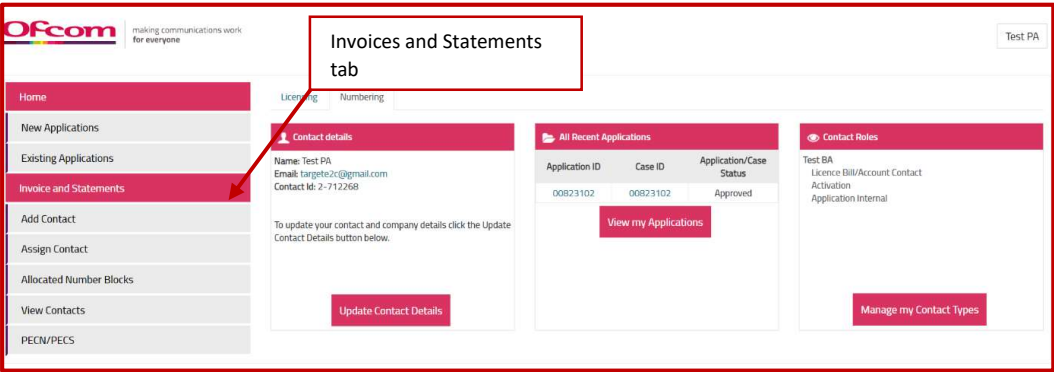 Ofcom
making communications work
for everyone
Invoices and Statements
tab
Test PA
Home
New Applications
Existing Applications
Invoice and Statements
Add Contact
Assign Contact
Allocated Number Blocks
View Contacts
PECN/PECS
Licensing
Numbering
Contact details
Name: Test PA
Email: targete2c@gmail.com
Contact Id: 2-712268
To update your contact and company details click the Update
Contact Details button below.
Update Contact Details
All Recent Applications
Application ID Case ID Application/Case
Status
00823102 00823102 Approved
View my Applications
Contact Roles
Test BA
Licence Bill/Account Contact
Activation
Application Internal
Manage my Contact Types